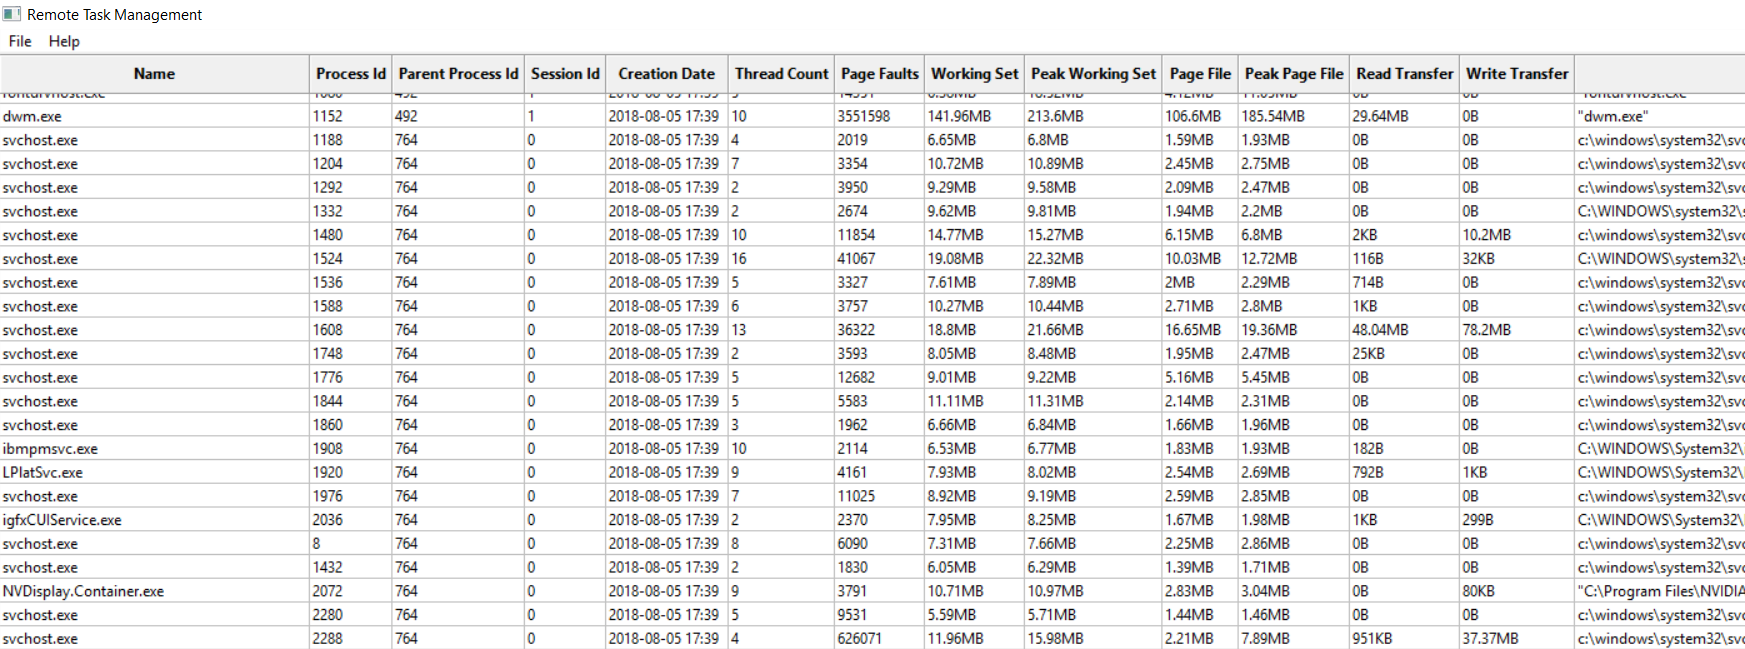 Remote Task Management
File Help
Name Process Id Parent Process Id Session Id Creation Date Thread Count Page Faults Working Set Peak Working Set Page File Peak Page File Read Transfer Write Transfer
dwm.exe 1152 492 1 2018-08-05 17:39 10 3551598 141.96MB 213.6MB 106.6MB 185.54MB 29.64MB 0B "dwm.exe"
svchost.exe 1188 764 0 2018-08-05 17:39 4 2019 6.65MB 6.8MB 1.59MB 1.93MB 0B 0B c:\windows\system32\svc
svchost.exe 1204 764 0 2018-08-05 17:39 7 3354 10.72MB 10.89MB 2.45MB 2.75MB 0B 0B c:\windows\system32\svc
svchost.exe 1292 764 0 2018-08-05 17:39 2 3950 9.29MB 9.58MB 2.09MB 2.47MB 0B 0B c:\windows\system32\svc
svchost.exe 1332 764 0 2018-08-05 17:39 2 2674 9.62MB 9.81MB 1.94MB 2.2MB 0B 0B C:\WINDOWS\system32\s
svchost.exe 1480 764 0 2018-08-05 17:39 10 11854 14.77MB 15.27MB 6.15MB 6.8MB 2KB 10.2MB c:\windows\system32\svc
svchost.exe 1524 764 0 2018-08-05 17:39 16 41067 19.08MB 22.32MB 10.03MB 12.72MB 116B 32KB C:\WINDOWS\system32\s
svchost.exe 1536 764 0 2018-08-05 17:39 5 3327 7.61MB 7.89MB 2MB 2.29MB 714B 0B c:\windows\system32\svc
svchost.exe 1588 764 0 2018-08-05 17:39 6 3757 10.27MB 10.44MB 2.71MB 2.8MB 1KB 0B c:\windows\system32\svc
svchost.exe 1608 764 0 2018-08-05 17:39 13 36322 18.8MB 21.66MB 16.65MB 19.36MB 48.04MB 78.2MB c:\windows\system32\svc
svchost.exe 1748 764 0 2018-08-05 17:39 2 3593 8.05MB 8.48MB 1.95MB 2.47MB 25KB 0B c:\windows\system32\svc
svchost.exe 1776 764 0 2018-08-05 17:39 5 12682 9.01MB 9.22MB 5.16MB 5.45MB 0B 0B c:\windows\system32\svc
svchost.exe 1844 764 0 2018-08-05 17:39 5 5583 11.11MB 11.31MB 2.14MB 2.31MB 0B 0B c:\windows\system32\svc
svchost.exe 1860 764 0 2018-08-05 17:39 3 1962 6.66MB 6.84MB 1.66MB 1.96MB 0B 0B c:\windows\system32\svc
ibmpmsvc.exe 1908 764 0 2018-08-05 17:39 10 2114 6.53MB 6.77MB 1.83MB 1.93MB 182B 0B C:\WINDOWS\System32\
LPlatSvc.exe 1920 764 0 2018-08-05 17:39 9 4161 7.93MB 8.02MB 2.54MB 2.69MB 792B 1KB C:\WINDOWS\System32\
svchost.exe 1976 764 0 2018-08-05 17:39 7 11025 8.92MB 9.19MB 2.59MB 2.85MB 0B 0B c:\windows\system32\svc
igfxCUIService.exe 2036 764 0 2018-08-05 17:39 2 2370 7.95MB 8.25MB 1.67MB 1.98MB 1KB 299B C:\WINDOWS\System32\
svchost.exe 8 764 0 2018-08-05 17:39 8 6090 7.31MB 7.66MB 2.25MB 2.86MB 0B 0B c:\windows\system32\svc
svchost.exe 1432 764 0 2018-08-05 17:39 2 1830 6.05MB 6.29MB 1.39MB 1.71MB 0B 0B c:\windows\system32\svc
NVDisplay.Container.exe 2072 764 0 2018-08-05 17:39 9 3791 10.71MB 10.97MB 2.83MB 3.04MB 0B 80KB "C:\Program Files\NVIDIA
svchost.exe 2280 764 0 2018-08-05 17:39 5 9531 5.59MB 5.71MB 1.44MB 1.46MB 0B 0B c:\windows\system32\svc
svchost.exe 2288 764 0 2018-08-05 17:39 4 626071 11.96MB 15.98MB 2.21MB 7.89MB 951KB 37.37MB c:\windows\system32\svc